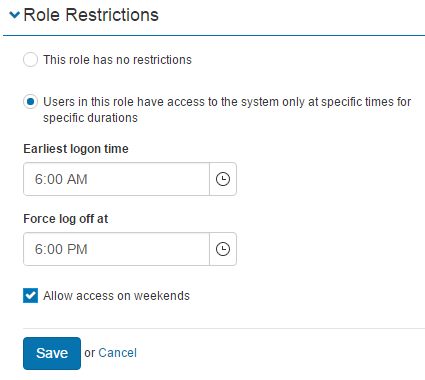 Role Restrictions
This role has no restrictions
Users in this role have access to the system only at specific times for
specific durations
Earliest logon time
6:00 AM
Force log off at
6:00 PM
Allow access on weekends
Save or Cancel